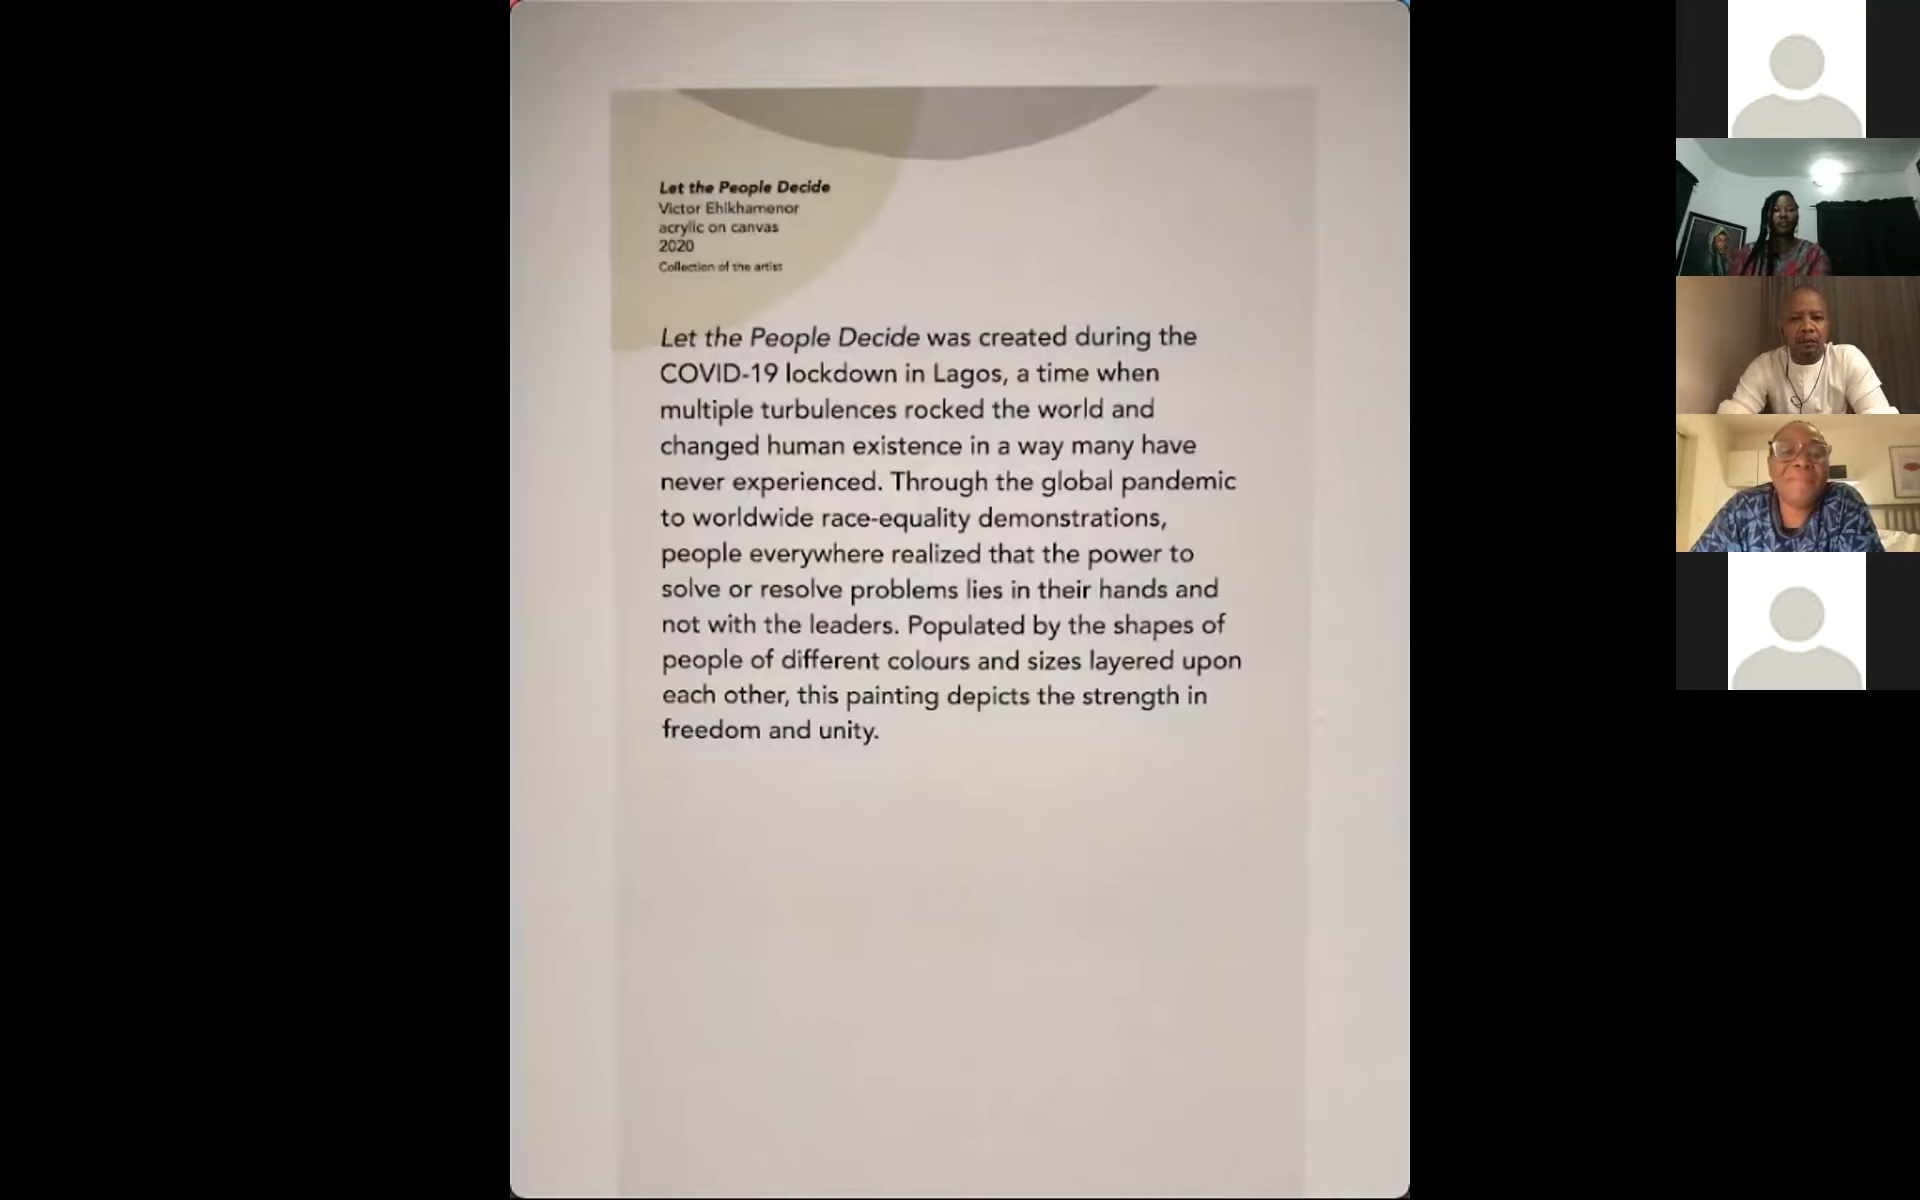 Let the People Decide
Victor Ehikhamenor
acrylic on canvas
2020
Collection of the artist
Let the People Decide was created during the
COVID-19 lockdown in Lagos, a time when
multiple turbulences rocked the world and
changed human existence in a way many have
never experienced. Through the global pandemic
to worldwide race-equality demonstrations,
people everywhere realized that the power to
solve or resolve problems lies in their hands and
not with the leaders. Populated by the shapes of
people of different colours and sizes layered upon
each other, this painting depicts the strength in
freedom and unity.